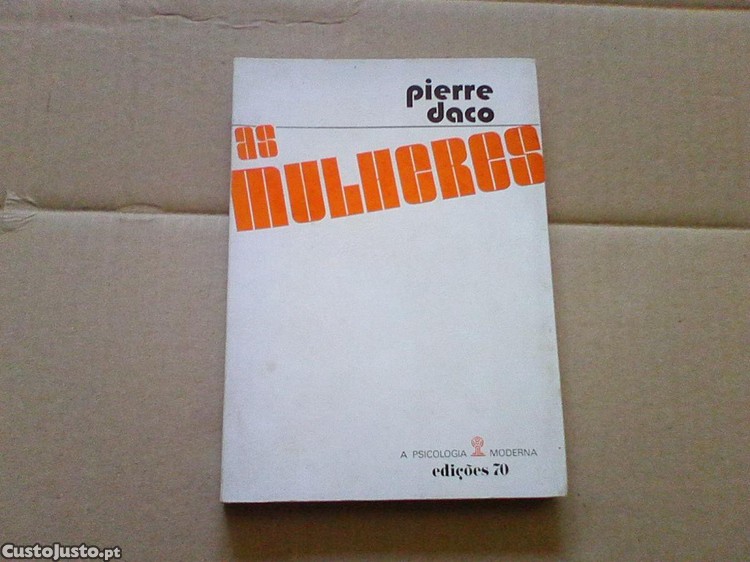 pierre
daco
as
mulheres
A PSICOLOGIA MODERNA
edições 70
CustoJusto.pt